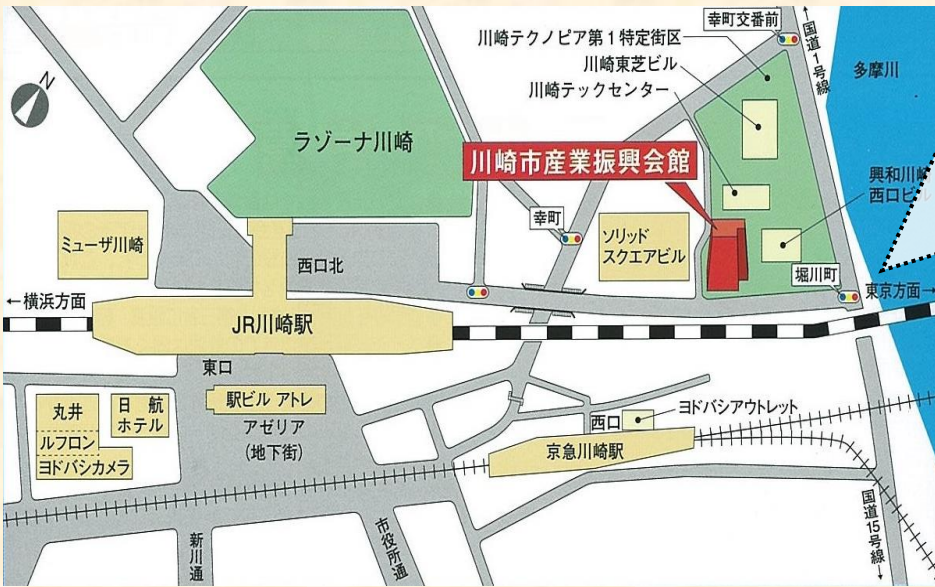 幸町交番前
国道1号線
川崎テクノピア第1特定街区
川崎東芝ビル
川崎テックセンター
多摩川
N
ラゾーナ川崎
川崎市産業振興会館
興和川崎
西口ビル
幸町
ミューザ川崎
ソリッド
スクエアビル
西口北
堀川町
←横浜方面
東京方面→
JR川崎駅
東口
駅ビル アトレ
丸井
ルフロン
ヨドバシカメラ
日航
ホテル
アゼリア
(地下街)
ヨドバシアウトレット
西口
京急川崎駅
新川通
市役所通
国道15号線